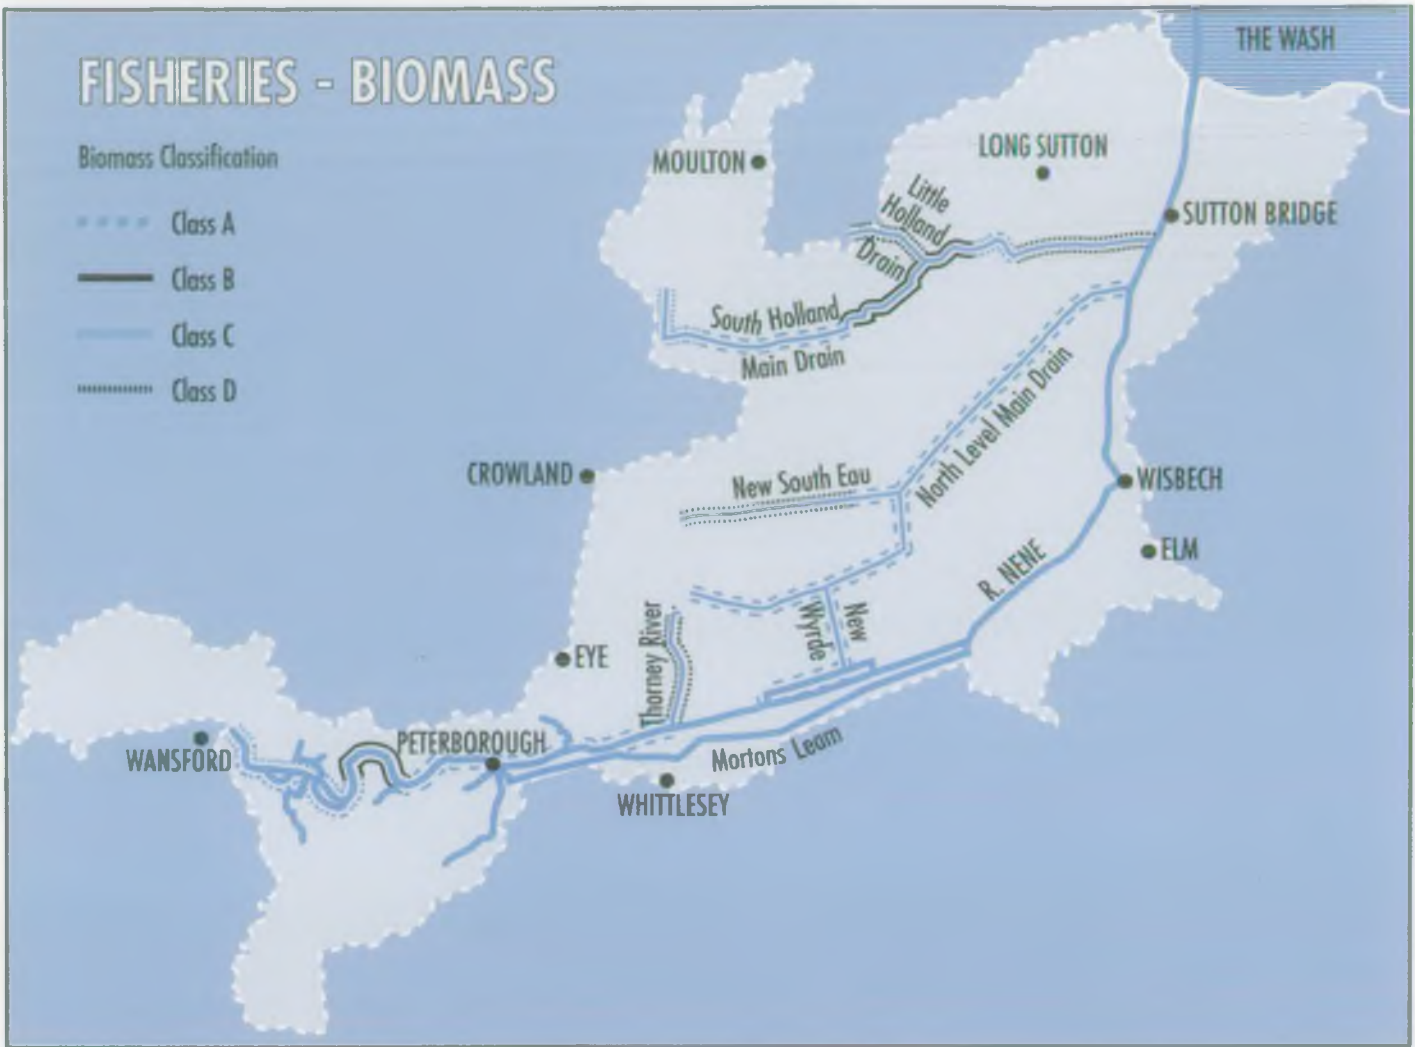 FISHERIES - BIOMASS
Biomass Classification
Class A
Class B
Class C
Class D
THE WASH
MOULTON
LONG SUTTON
SUTTON BRIDGE
Little
Holland
Drain
South Holland
Main Drain
North Level Main Drain
CROWLAND
New South Eau
WISBECH
ELM
R. NENE
Thorney River
New
Wyrde
EYE
PETERBOROUGH
WANSFORD
Mortons Leam
WHITTLESEY